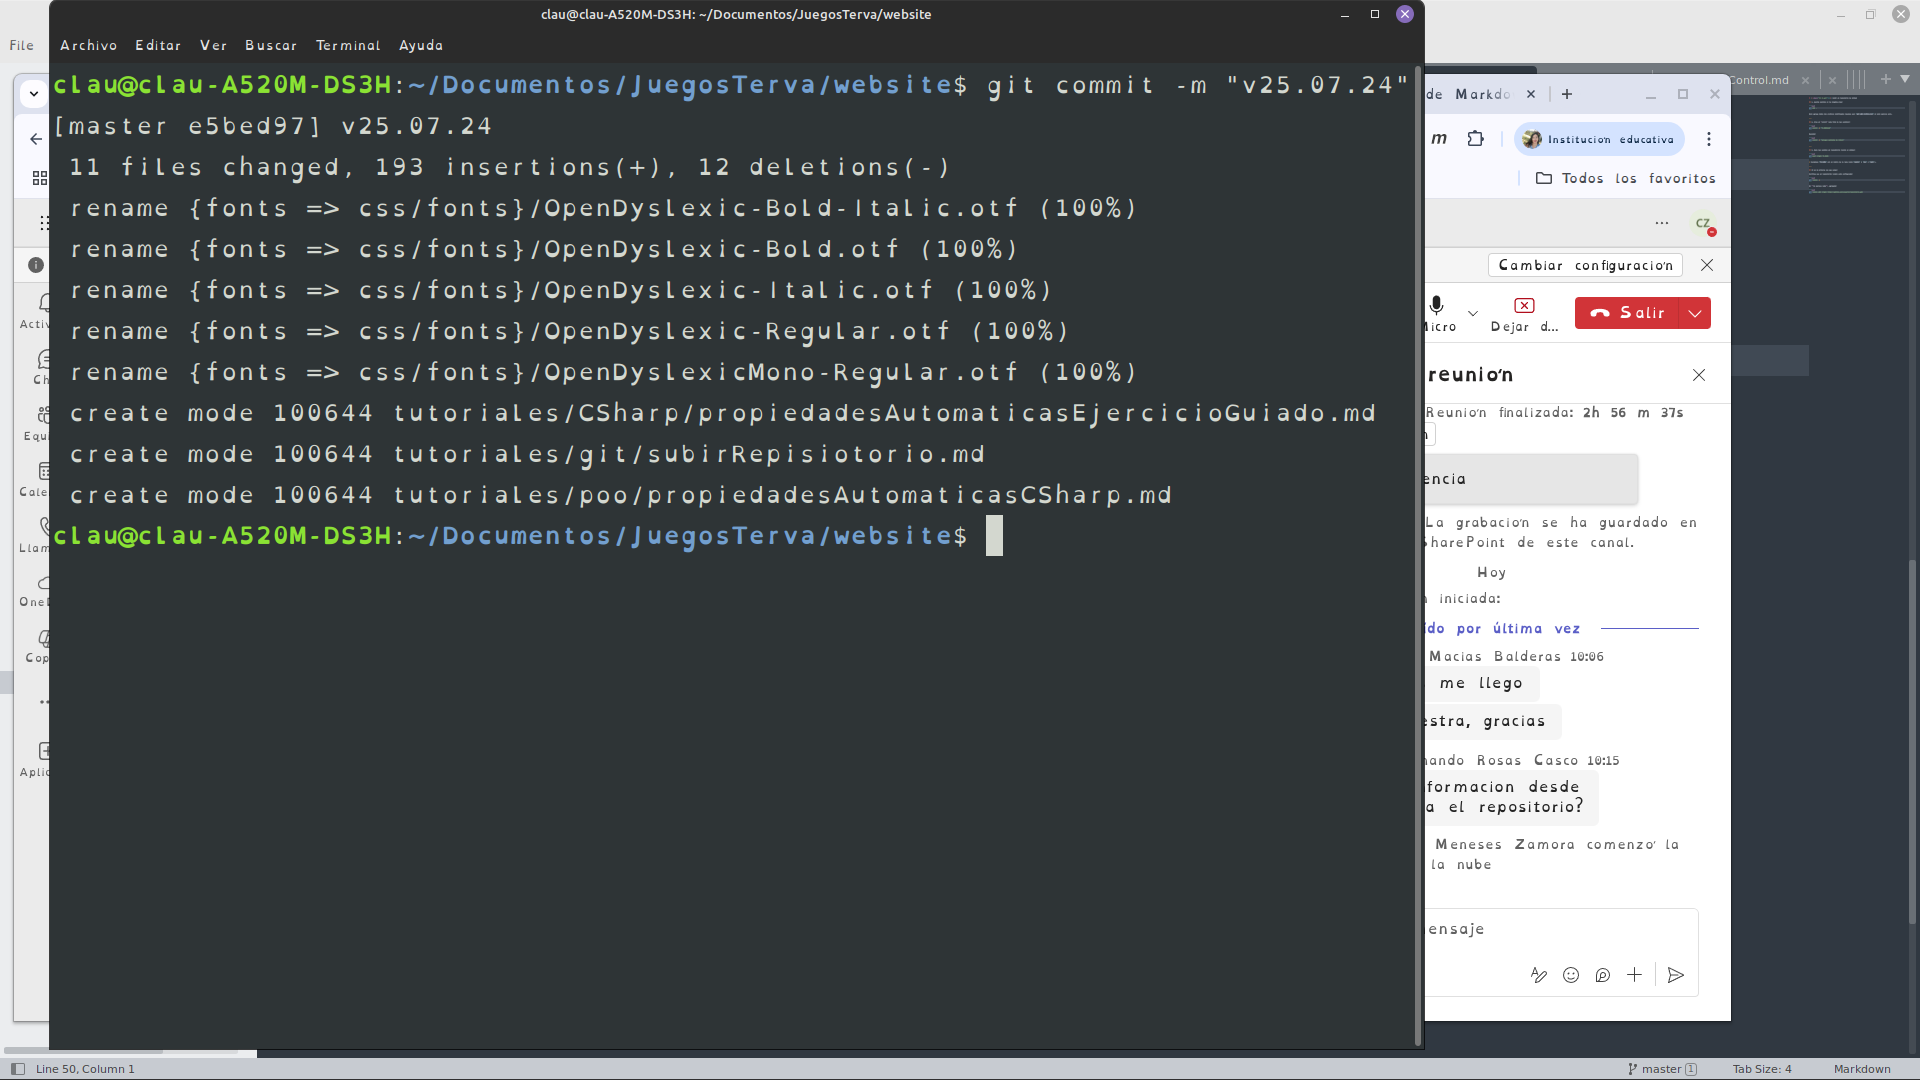 clau@clau-A520M-DS3H: ~/Documentos/JuegosTerva/website
File
Archivo Editar Ver Buscar Terminal Ayuda
clau@clau-A520M-DS3H:~/Documentos/JuegosTerva/website$ git commit -m "v25.07.24"
[master e5bed97] v25.07.24
11 files changed, 193 insertions(+), 12 deletions(-)
rename {fonts => css/fonts}/OpenDyslexic-Bold-Italic.otf (100%)
rename {fonts => css/fonts}/OpenDyslexic-Bold.otf (100%)
rename {fonts => css/fonts}/OpenDyslexic-Italic.otf (100%)
rename {fonts => css/fonts}/OpenDyslexic-Regular.otf (100%)
rename {fonts => css/fonts}/OpenDyslexicMono-Regular.otf (100%)
create mode 100644 tutoriales/CSharp/propiedadesAutomaticasEjercicioGuiado.md
create mode 100644 tutoriales/git/subirRepisiotorio.md
create mode 100644 tutoriales/poo/propiedadesAutomaticasCSharp.md
clau@clau-A520M-DS3H:~/Documentos/JuegosTerva/website$
Activ
Ch
Equ
Cale
Llam
OneD
Cop
Aplic
Control.md
de Markdo
m
Institución educativa
Todos los favoritos
CZ
Cambiar configuración
Micro
Dejar d...
Salir
reunión
Reunión finalizada: 2h 56 m 37s
encia
La grabación se ha guardado en
SharePoint de este canal.
Hoy
iniciada:
ido por última vez
Macias Balderas 10:06
me llego
estra, gracias
nando Rosas Casco 10:15
formacion desde
a el repositorio?
Meneses Zamora comenzó la
la nube
mensaje
Line 50, Column 1
master 1
Tab Size: 4
Markdown